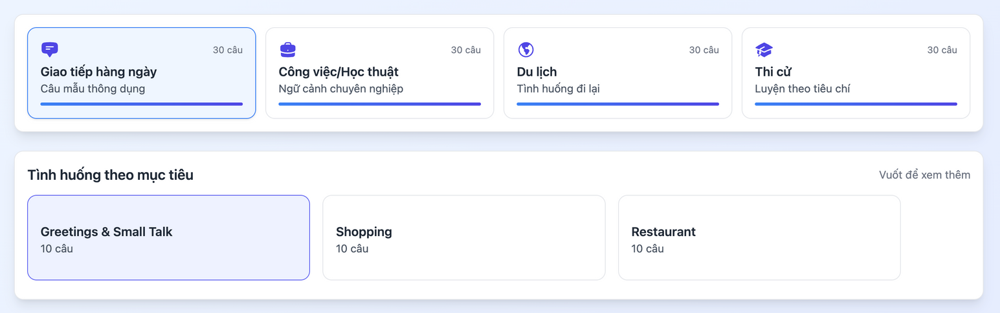 30 câu
Giao tiếp hàng ngày
Câu mẫu thông dụng
30 câu
Công việc/Học thuật
Ngữ cảnh chuyên nghiệp
30 câu
Du lịch
Tình huống đi lại
30 câu
Thi cử
Luyện theo tiêu chí
Tình huống theo mục tiêu
Vuốt để xem thêm
Greetings & Small Talk
10 câu
Shopping
10 câu
Restaurant
10 câu